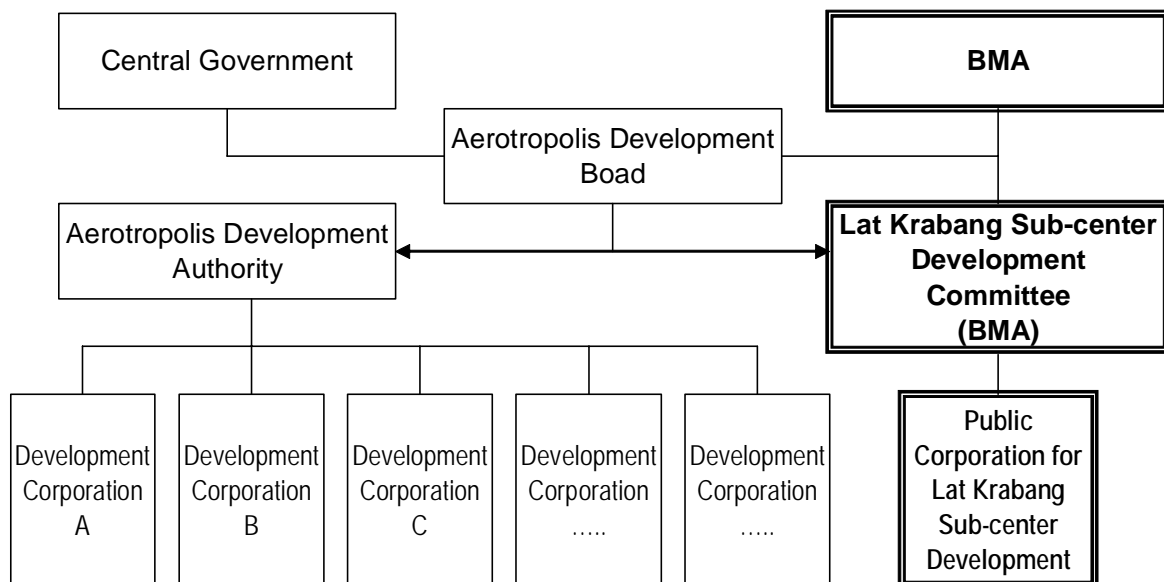 Central Government
BMA
Aerotropolis Development
Boad
Aerotropolis Development
Authority
Lat Krabang Sub-center
Development
Committee
(BMA)
Development
Corporation
A
Development
Corporation
B
Development
Corporation
C
Development
Corporation
…..
Development
Corporation
…..
Public
Corporation for
Lat Krabang
Sub-center
Development